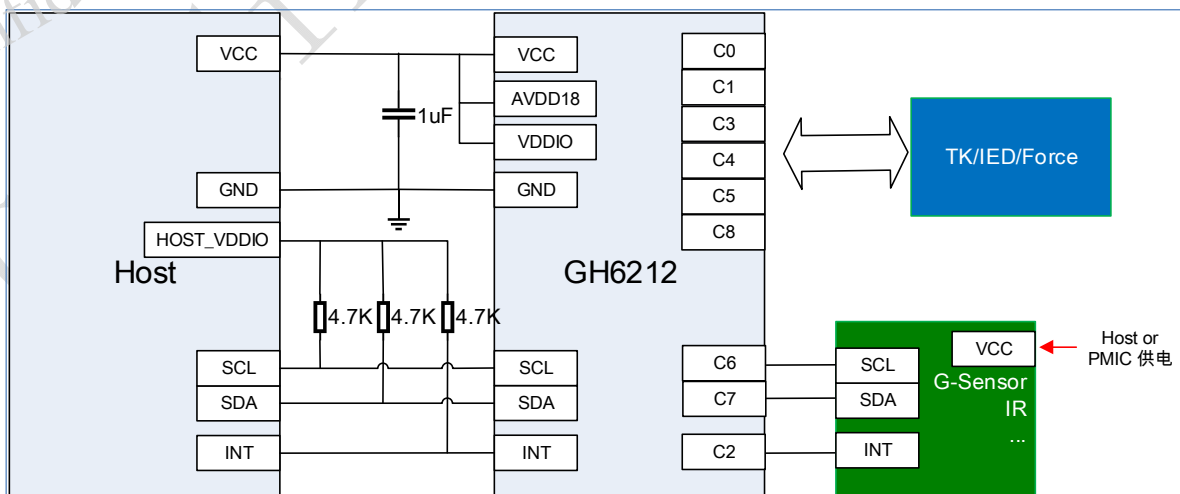 VCC
GND
HOST_VDDIO
Host
SCL
SDA
INT
1uF
4.7K
4.7K
4.7K
VCC
AVDD18
VDDIO
GND
GH6212
SCL
SDA
INT
C0
C1
C3
C4
C5
C8
C6
C7
C2
TK/IED/Force
VCC
SCL
SDA
INT
G-Sensor
IR
...
Host or
PMIC 供电